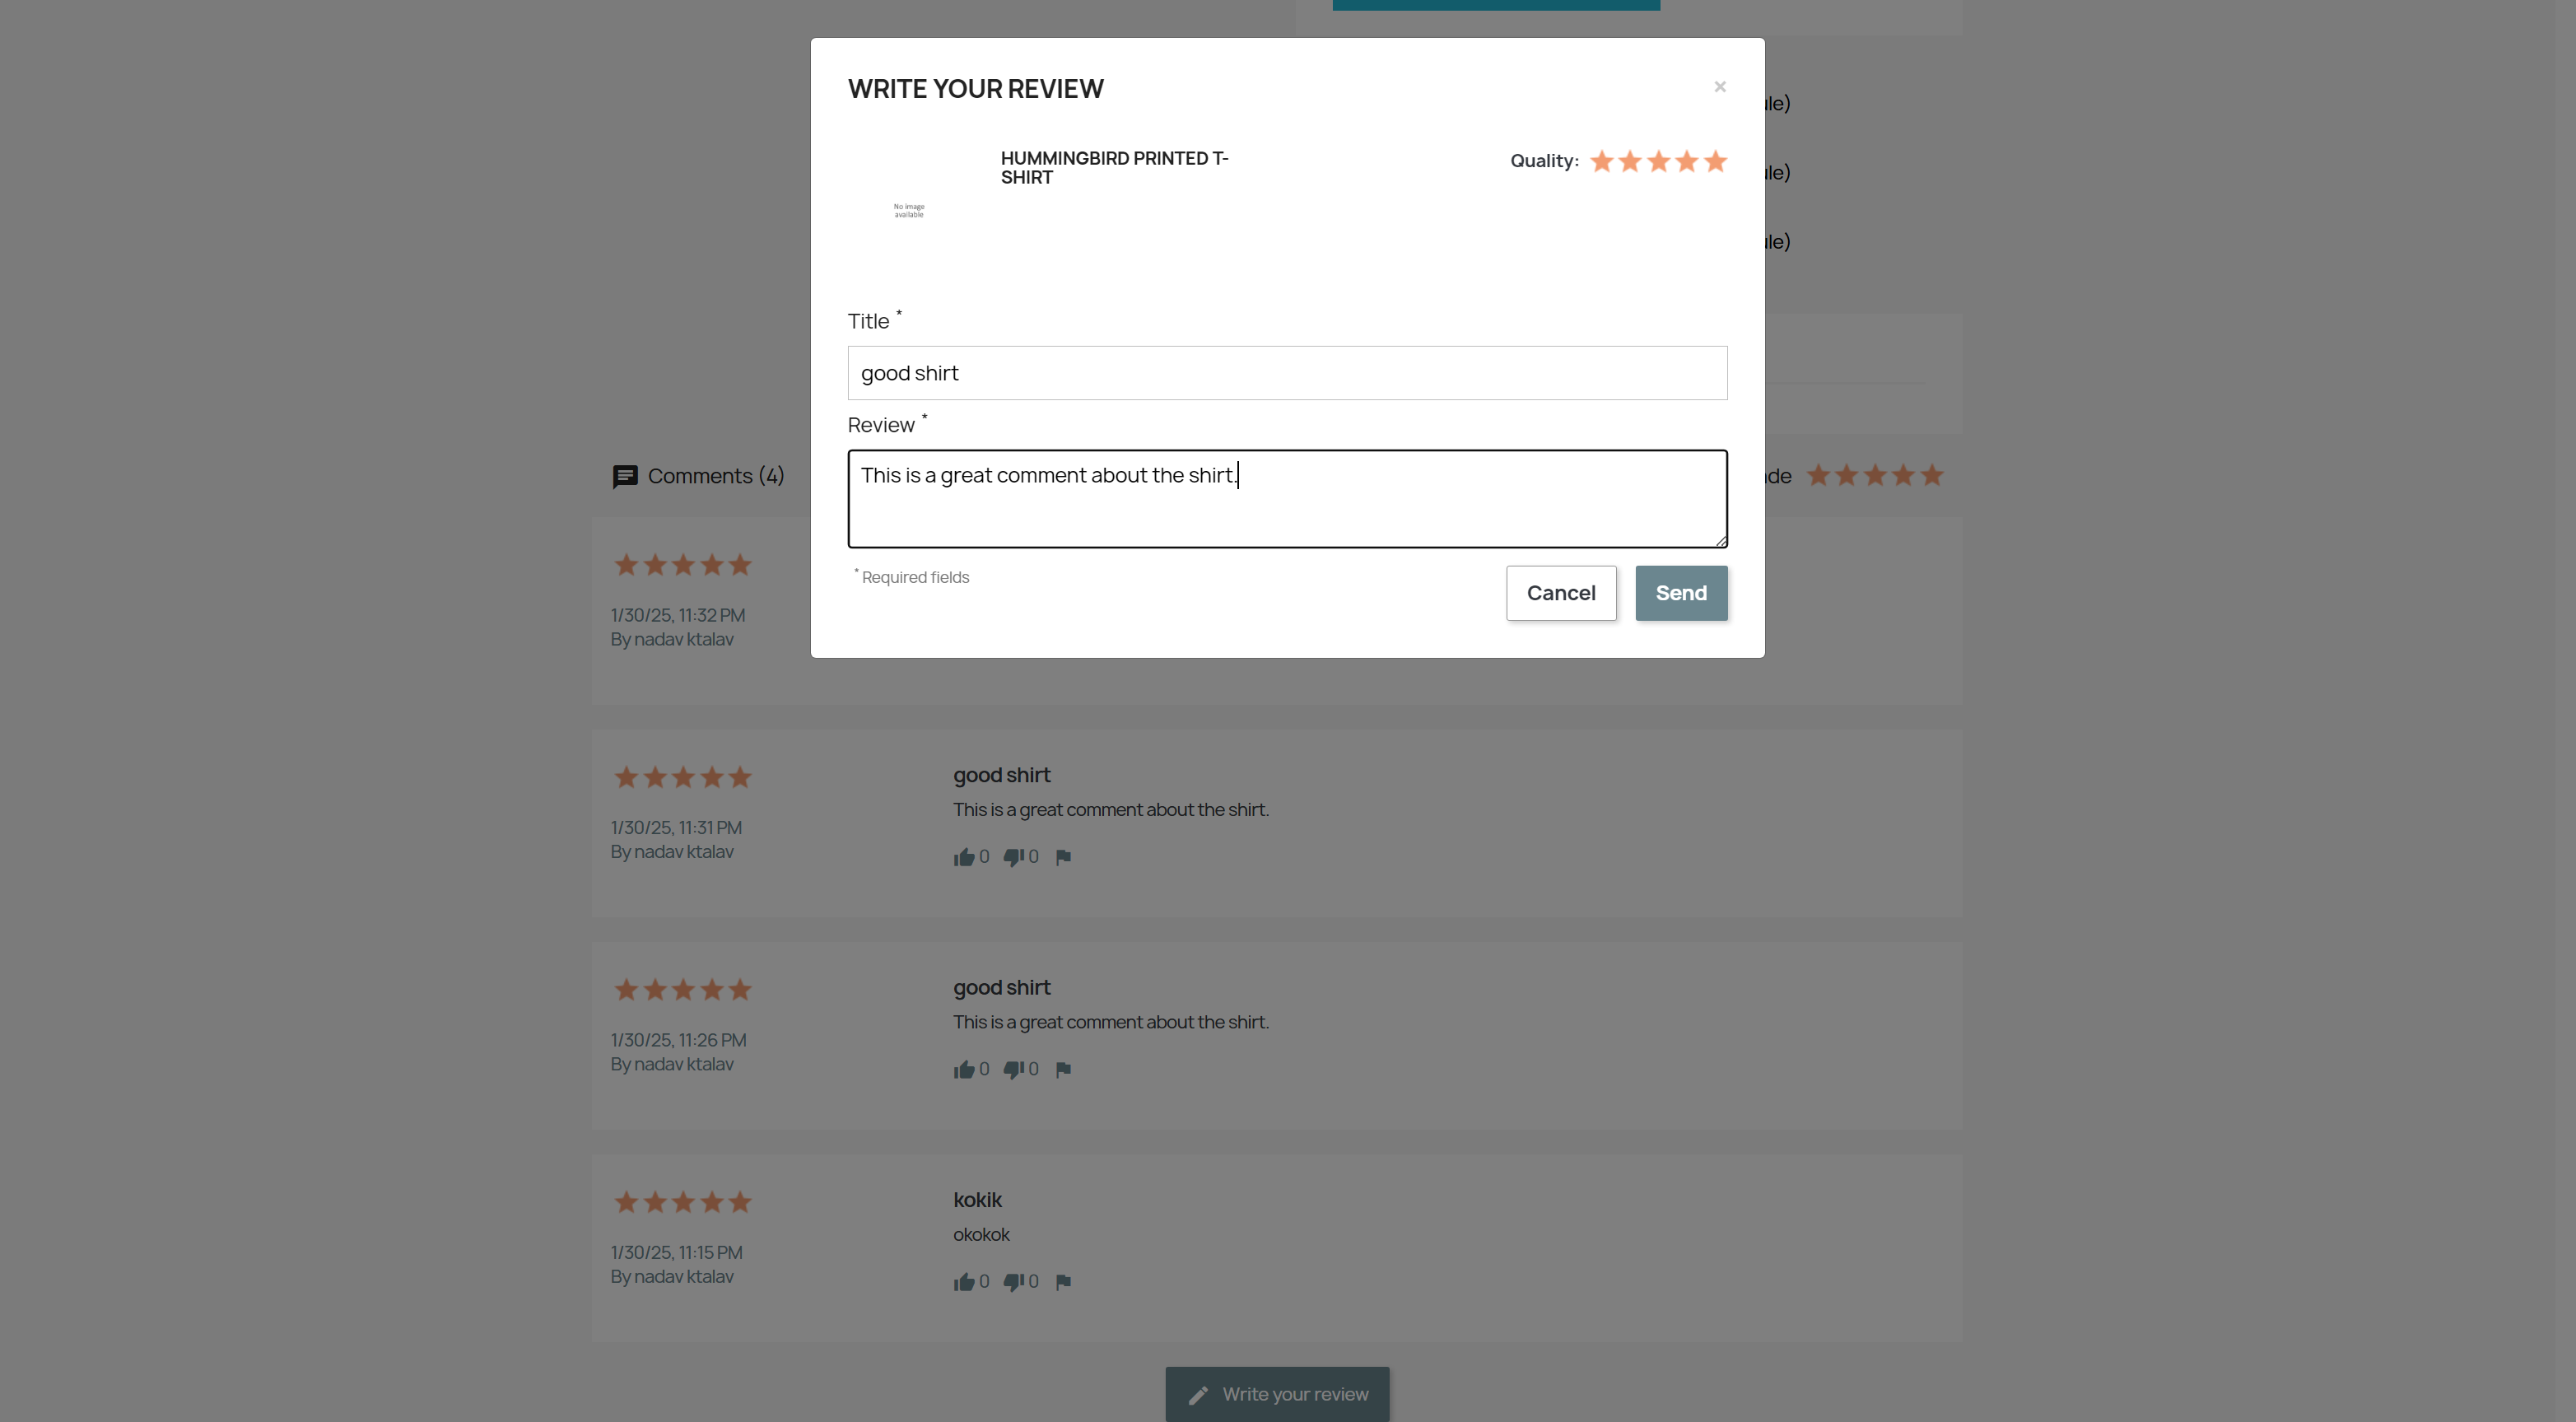 WRITE YOUR REVIEW
×
HUMMINGBIRD PRINTED T-
SHIRT
Quality:
No image
available
Title *
good shirt
Review *
This is a great comment about the shirt.
* Required fields
Cancel
Send
Comments (4)
1/30/25, 11:32 PM
By nadav ktalav
good shirt
This is a great comment about the shirt.
1/30/25, 11:31 PM
By nadav ktalav
0 0
good shirt
This is a great comment about the shirt.
1/30/25, 11:26 PM
By nadav ktalav
0 0
kokik
okokok
1/30/25, 11:15 PM
By nadav ktalav
0 0
Write your review